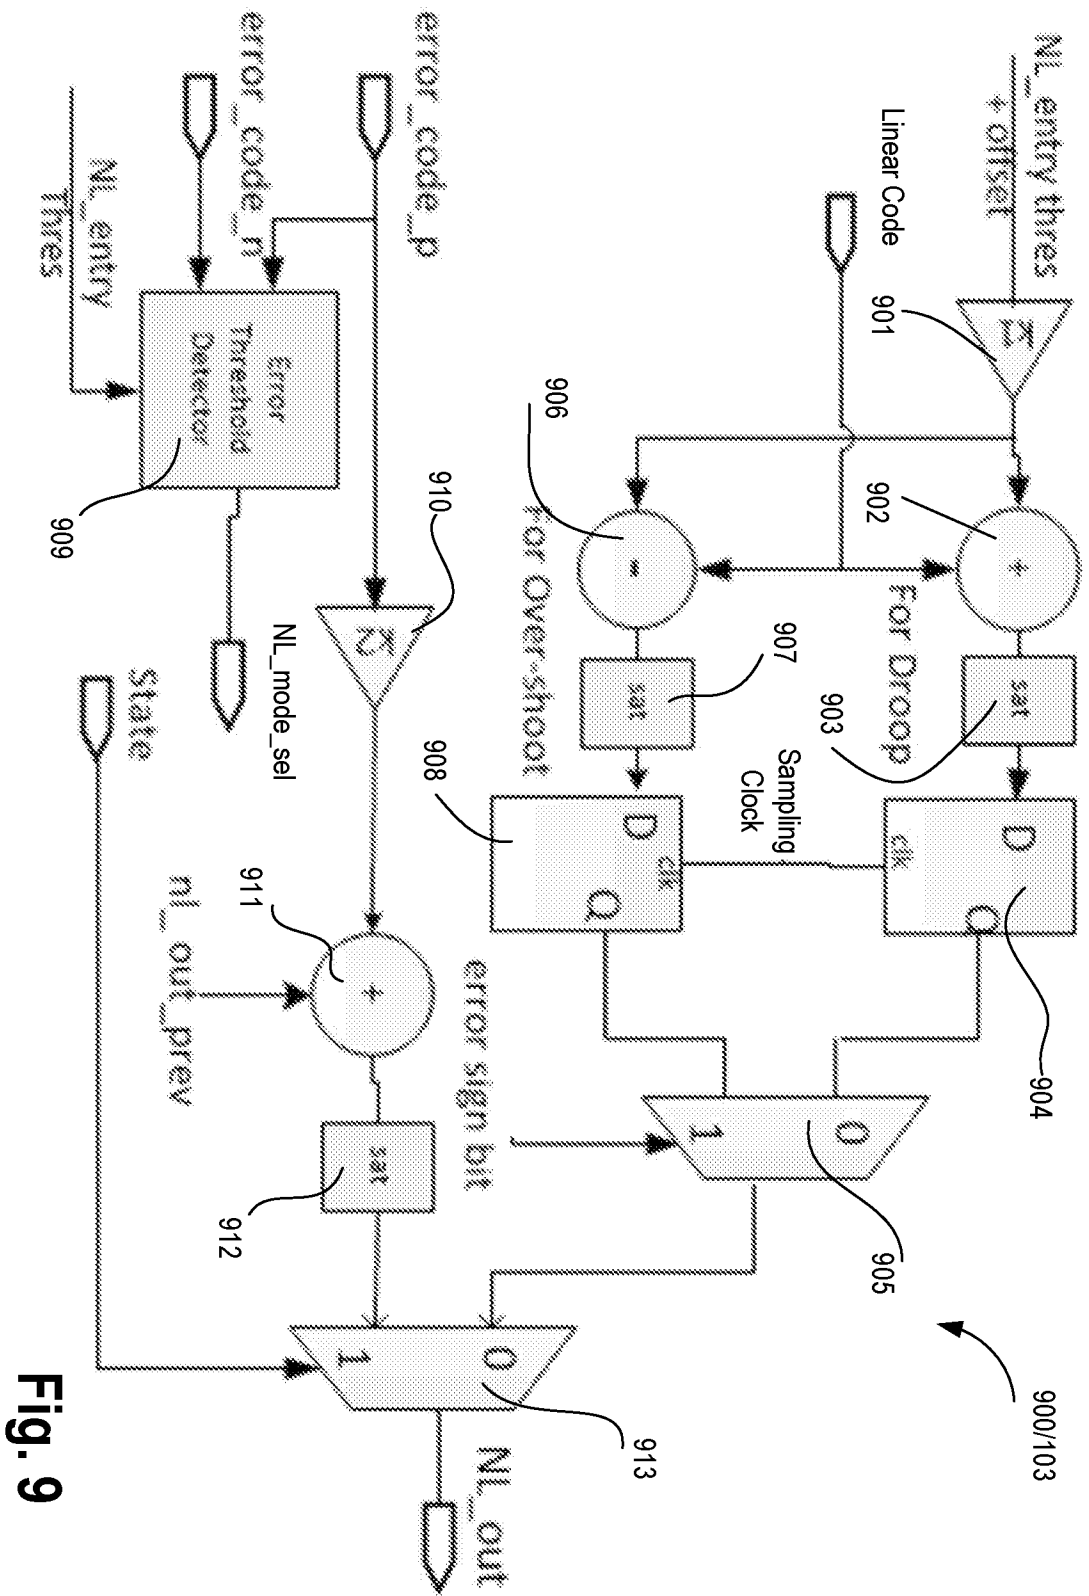 NL_entry thres
+ offset
K1
901
Linear Code
902
+
For Droop
sat
903
D
clk
Q
904
900/103
Sampling
Clock
906
-
For Over-shoot
907
sat
908
D
clk
Q
0
1
905
error sign bit
error_code_p
error_code_n
NL_entry
Thres
Error
Threshold
Detector
909
910
K2
NL_mode_sel
State
911
+
nl_out_prev
sat
912
0
1
913
NL_out
Fig. 9